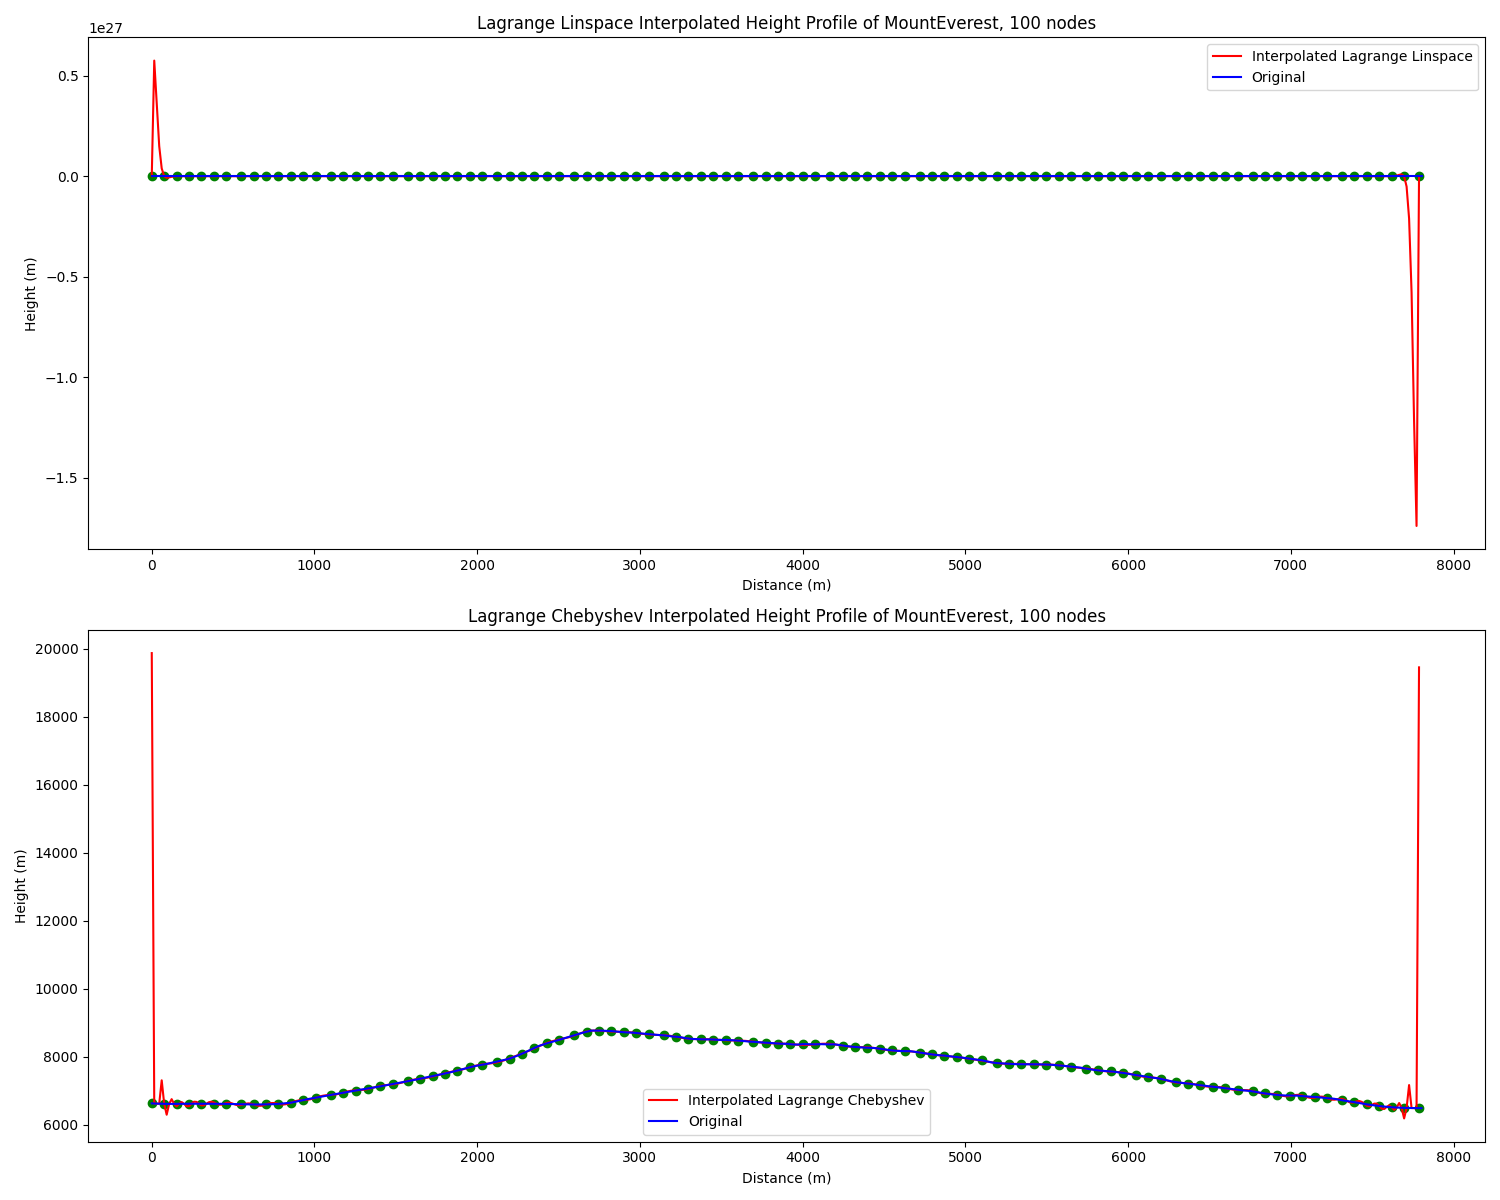 Lagrange Linspace Interpolated Height Profile of MountEverest, 100 nodes
1e27
Interpolated Lagrange Linspace
Original
0.5
0.0
−0.5
−1.0
−1.5
Height (m)
0 1000 2000 3000 4000 5000 6000 7000 8000
Distance (m)
Lagrange Chebyshev Interpolated Height Profile of MountEverest, 100 nodes
20000
18000
16000
14000
12000
10000
8000
6000
Height (m)
Interpolated Lagrange Chebyshev
Original
0 1000 2000 3000 4000 5000 6000 7000 8000
Distance (m)